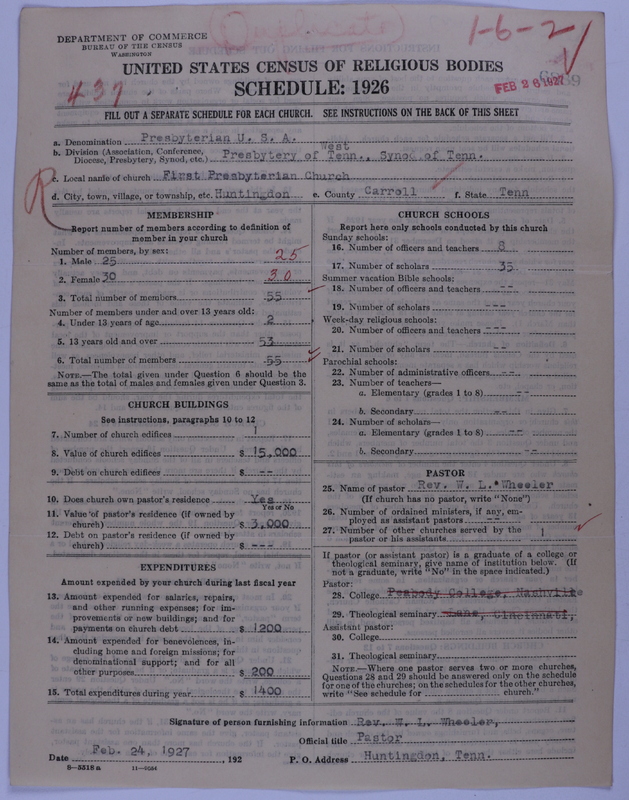 (Duplicate)
1-6-2
DEPARTMENT OF COMMERCE
BUREAU OF THE CENSUS
WASHINGTON
UNITED STATES CENSUS OF RELIGIOUS BODIES
SCHEDULE: 1926
437
FEB 26 1927
FILL OUT A SEPARATE SCHEDULE FOR EACH CHURCH. SEE INSTRUCTIONS ON THE BACK OF THIS SHEET
a. Denomination Presbyterian U. S. A.
b. Division (Association, Conference, Diocese, Presbytery, Synod, etc.) Presbytery of West Tenn., Synod of Tenn.
c. Local name of church First Presbyterian Church
R
d. City, town, village, or township, etc. Huntingdon e. County Carroll f. State Tenn
MEMBERSHIP
Report number of members according to definition of member in your church
Number of members, by sex:
1. Male 25 25
2. Female 30 30
3. Total number of members 55
Number of members under and over 13 years old:
4. Under 13 years of age 2
5. 13 years old and over 53
6. Total number of members 55
NOTE.—The total given under Question 6 should be the same as the total of males and females given under Question 3.
CHURCH BUILDINGS
See instructions, paragraphs 10 to 12
7. Number of church edifices 1
8. Value of church edifices $ 15,000
9. Debt on church edifices $ --
10. Does church own pastor's residence Yes
Yes or No
11. Value of pastor's residence (if owned by church) $ 3,000
12. Debt on pastor's residence (if owned by church) $ ---
EXPENDITURES
Amount expended by your church during last fiscal year
13. Amount expended for salaries, repairs, and other running expenses; for improvements or new buildings; and for payments on church debt $ 1200
14. Amount expended for benevolences, including home and foreign missions; for denominational support; and for all other purposes $ 200
15. Total expenditures during year $ 1400
CHURCH SCHOOLS
Report here only schools conducted by this church
Sunday schools:
16. Number of officers and teachers 8
17. Number of scholars 35
Summer vacation Bible schools:
18. Number of officers and teachers --
19. Number of scholars ---
Week-day religious schools:
20. Number of officers and teachers ---
21. Number of scholars --
Parochial schools:
22. Number of administrative officers --
23. Number of teachers—
a. Elementary (grades 1 to 8) --
b. Secondary --
24. Number of scholars—
a. Elementary (grades 1 to 8) --
b. Secondary --
PASTOR
25. Name of pastor Rev. W. L. Wheeler
(If church has no pastor, write "None")
26. Number of ordained ministers, if any, employed as assistant pastors --
27. Number of other churches served by the pastor or his assistants 1
If pastor (or assistant pastor) is a graduate of a college or theological seminary, give name of institution below. (If not a graduate, write "No" in the space indicated.)
Pastor:
28. College Peabody College, Nashville
29. Theological seminary Lane, Cincinnati,
Assistant pastor:
30. College
31. Theological seminary
NOTE.—Where one pastor serves two or more churches, Questions 28 and 29 should be answered only on the schedule for one of the churches; on the schedules for the other churches, write "See schedule for church."
Signature of person furnishing information Rev. W. L. Wheeler,
Official title Pastor
Date Feb. 24, 1927, 192 P. O. Address Huntingdon, Tenn.
8—5518a 11—9054